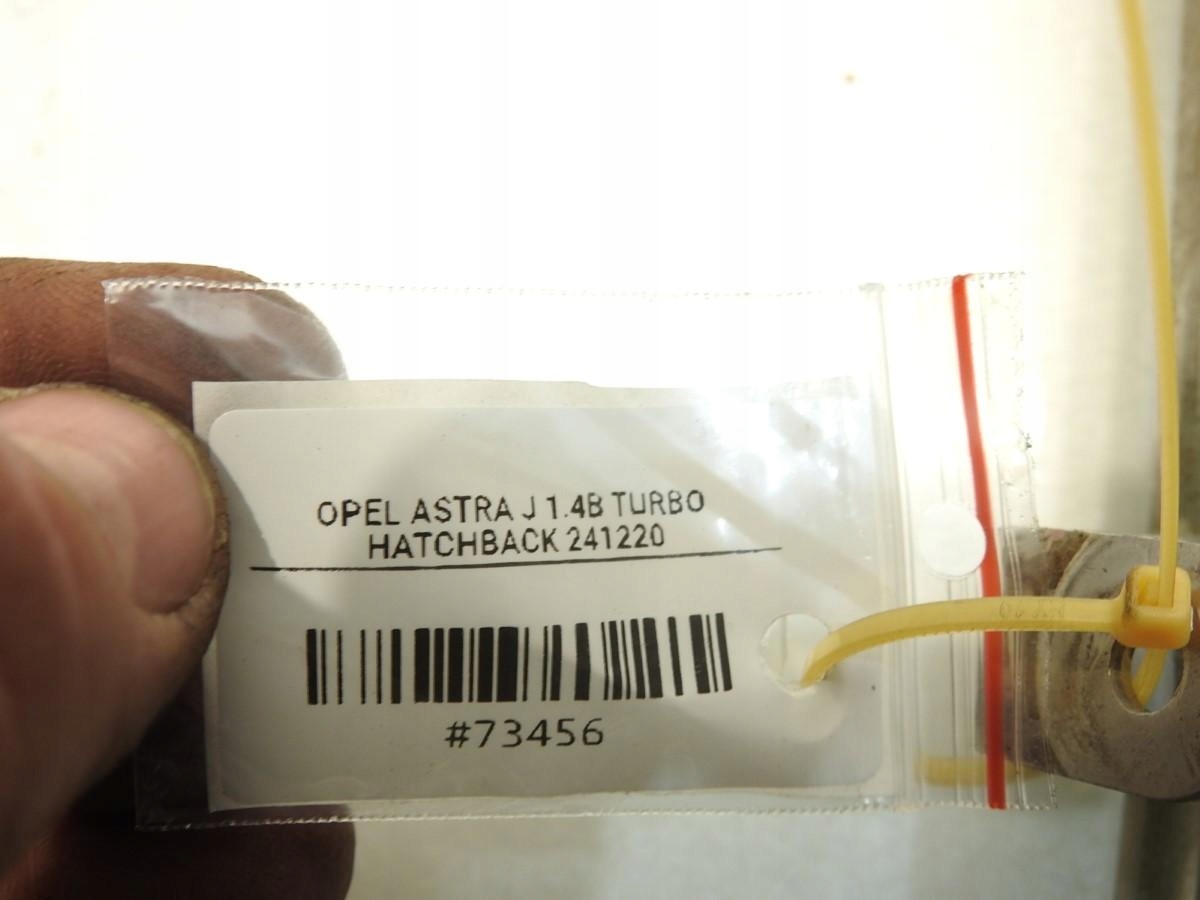 OPEL ASTRA J 1.4B TURBO
HATCHBACK 241220
#73456